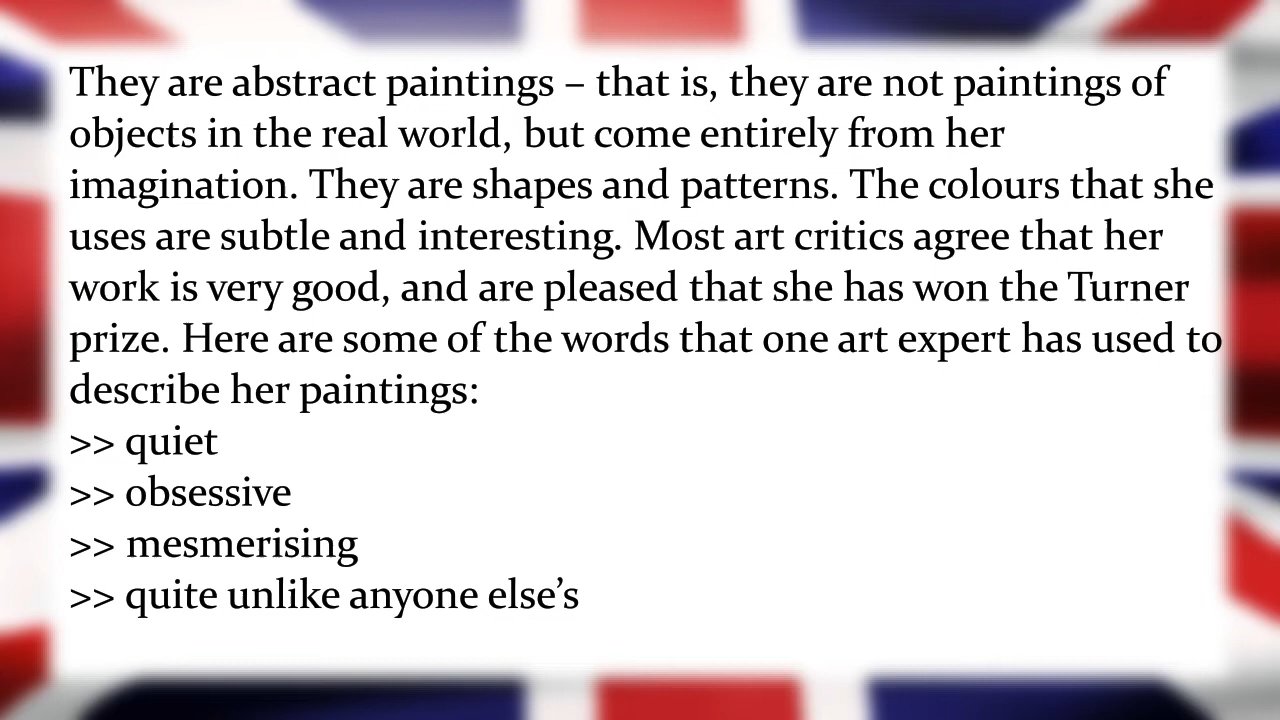 They are abstract paintings – that is, they are not paintings of
objects in the real world, but come entirely from her
imagination. They are shapes and patterns. The colours that she
uses are subtle and interesting. Most art critics agree that her
work is very good, and are pleased that she has won the Turner
prize. Here are some of the words that one art expert has used to
describe her paintings:
>> quiet
>> obsessive
>> mesmerising
>> quite unlike anyone else’s